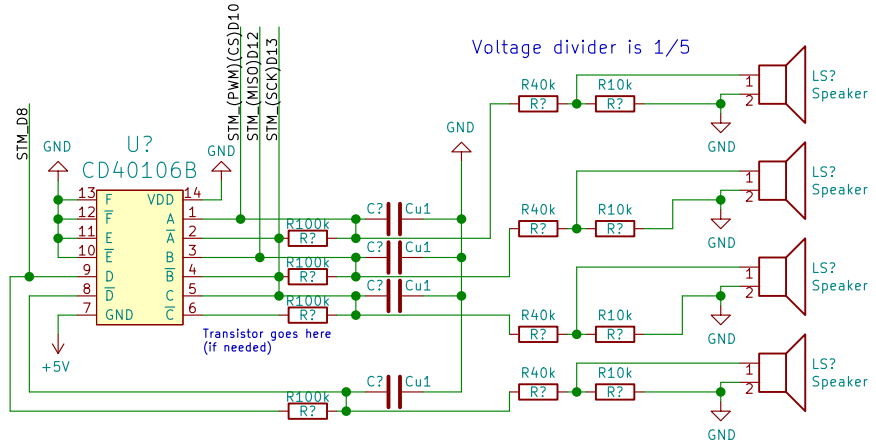 Voltage divider is 1/5
STM_(PWM)(CS)D10
STM_(MISO)D12
STM_(SCK)D13
STM_D8
GND
U?
CD40106B
GND
GND
13 F VDD 14
12 F A 1
11 E A 2
10 E B 3
9 D B 4
8 D C 5
7 GND C 6
+5V
R100k
R?
R100k
R?
R100k
R?
R100k
R?
C? Cu1
C? Cu1
C? Cu1
C? Cu1
Transistor goes here
(if needed)
R40k R10k
R? R?
1
2
LS?
Speaker
GND
R40k R10k
R? R?
1
2
LS?
Speaker
GND
R40k R10k
R? R?
1
2
LS?
Speaker
GND
R40k R10k
R? R?
1
2
LS?
Speaker
GND